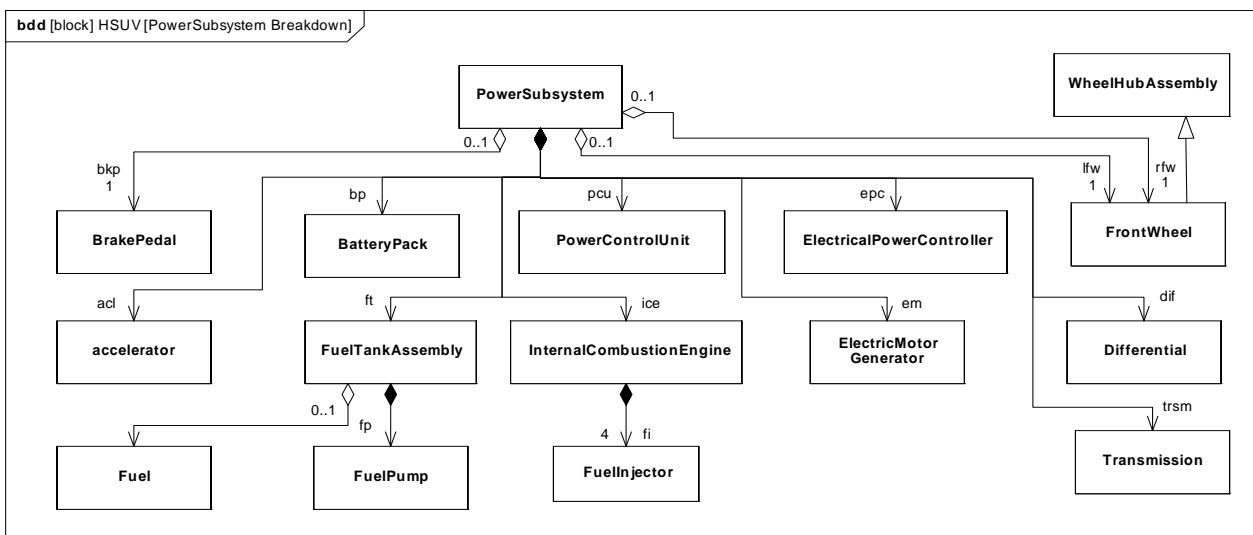 bdd [block] HSUV [PowerSubsystem Breakdown]
PowerSubsystem
0..1
WheelHubAssembly
0..1
0..1
bkp
1
bp
pcu
epc
lfw
1
rfw
1
BrakePedal
BatteryPack
PowerControlUnit
ElectricalPowerController
FrontWheel
acl
ft
ice
em
dif
accelerator
FuelTankAssembly
InternalCombustionEngine
ElectricMotor
Generator
Differential
0..1
fp
4
fi
trsm
Fuel
FuelPump
FuelInjector
Transmission